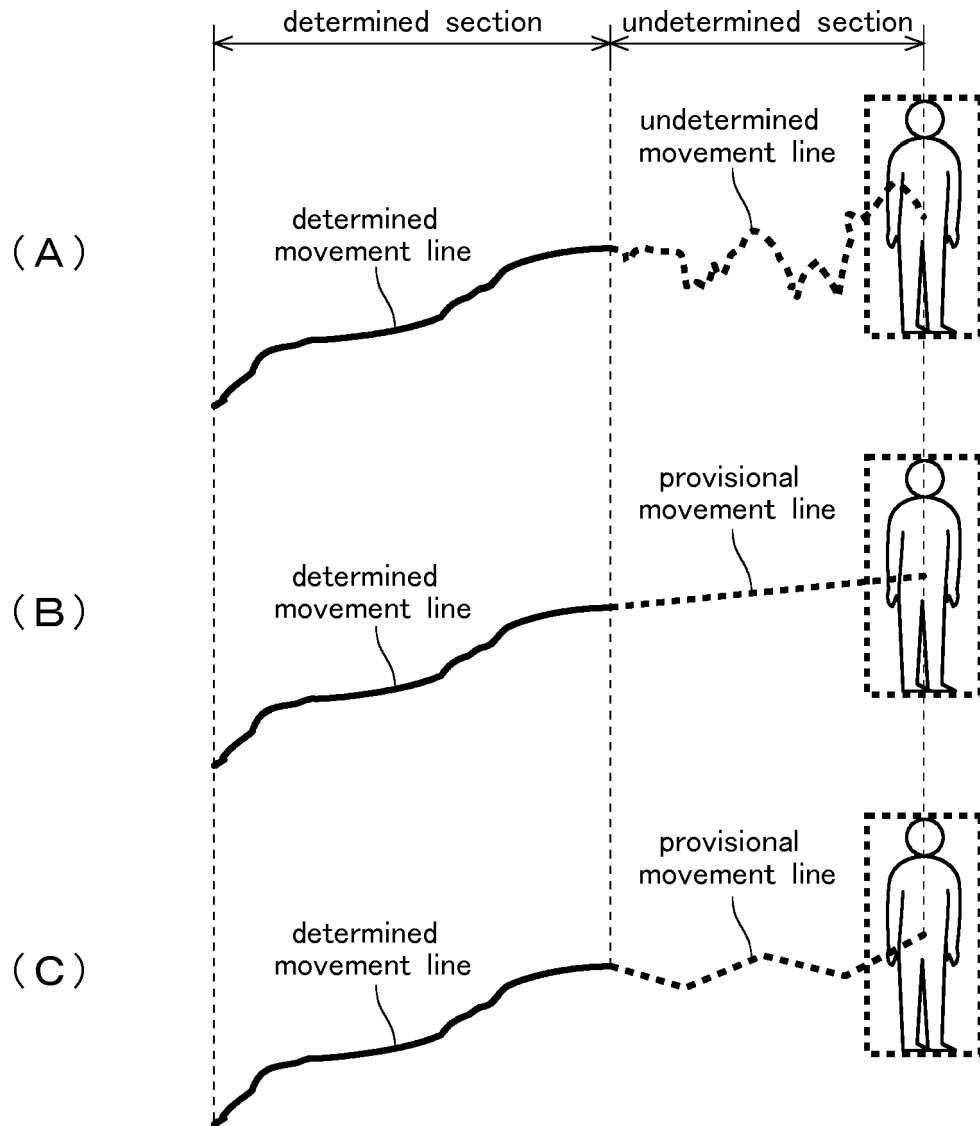 determined section
undetermined section
undetermined
movement line
determined
movement line
(A)
provisional
movement line
determined
movement line
(B)
provisional
movement line
determined
movement line
(C)